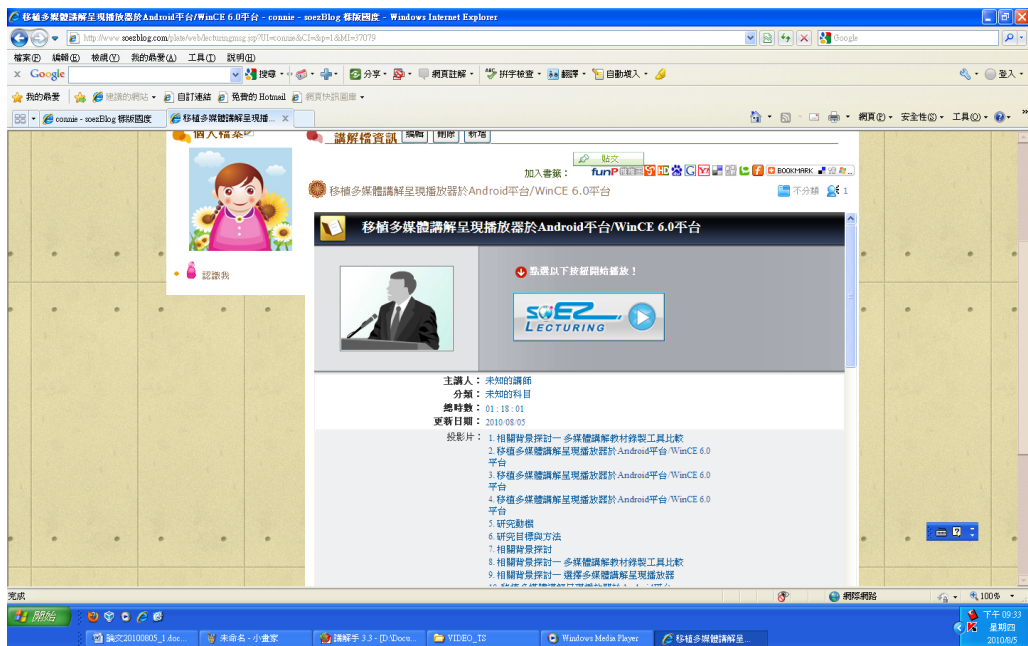 移植多媒體講解呈現播放器於Android平台/WinCE 6.0平台 - connie - soezBlog 樣版國度 - Windows Internet Explorer
http://www.soezblog.com/plate/web/lecturingmsg.jsp?UI=connie&CI=&p=1&MI=37079
Google
檔案(F) 編輯(E) 檢視(V) 我的最愛(A) 工具(T) 說明(H)
x Google 搜尋 分享 網頁註解 拼字檢查 翻譯 自動填入 登入
我的最愛 建議的網站 自訂連結 免費的 Hotmail 網頁快訊圖庫
connie - soezBlog 樣版國度 移植多媒體講解呈現播... x 網頁(P) 安全性(S) 工具(O)
個人檔案
認識我
講解檔資訊 編輯 刪除 新增
貼文
加入書籤： funP BOOKMARK
移植多媒體講解呈現播放器於Android平台/WinCE 6.0平台 不分類 1
移植多媒體講解呈現播放器於Android平台/WinCE 6.0平台
點選以下按鈕開始播放！
SOEZ
LECTURING
主講人： 未知的講師
分類： 未知的科目
總時數： 01 : 18 : 01
更新日期： 2010/08/05
投影片： 1. 相關背景探討一 多媒體講解教材錄製工具比較
2. 移植多媒體講解呈現播放器於Android平台/WinCE 6.0
平台
3. 移植多媒體講解呈現播放器於Android平台/WinCE 6.0
平台
4. 移植多媒體講解呈現播放器於Android平台/WinCE 6.0
平台
5. 研究動機
6. 研究目標與方法
7. 相關背景探討
8. 相關背景探討一 多媒體講解教材錄製工具比較
9. 相關背景探討一 選擇多媒體講解呈現播放器
完成 網際網路 100%
開始 下午 09:33
論文20100805_1.doc... 未命名 - 小畫家 講解手 3.3 - [D:\Docu... VIDEO_TS Windows Media Player 移植多媒體講解呈... 星期四
2010/8/5